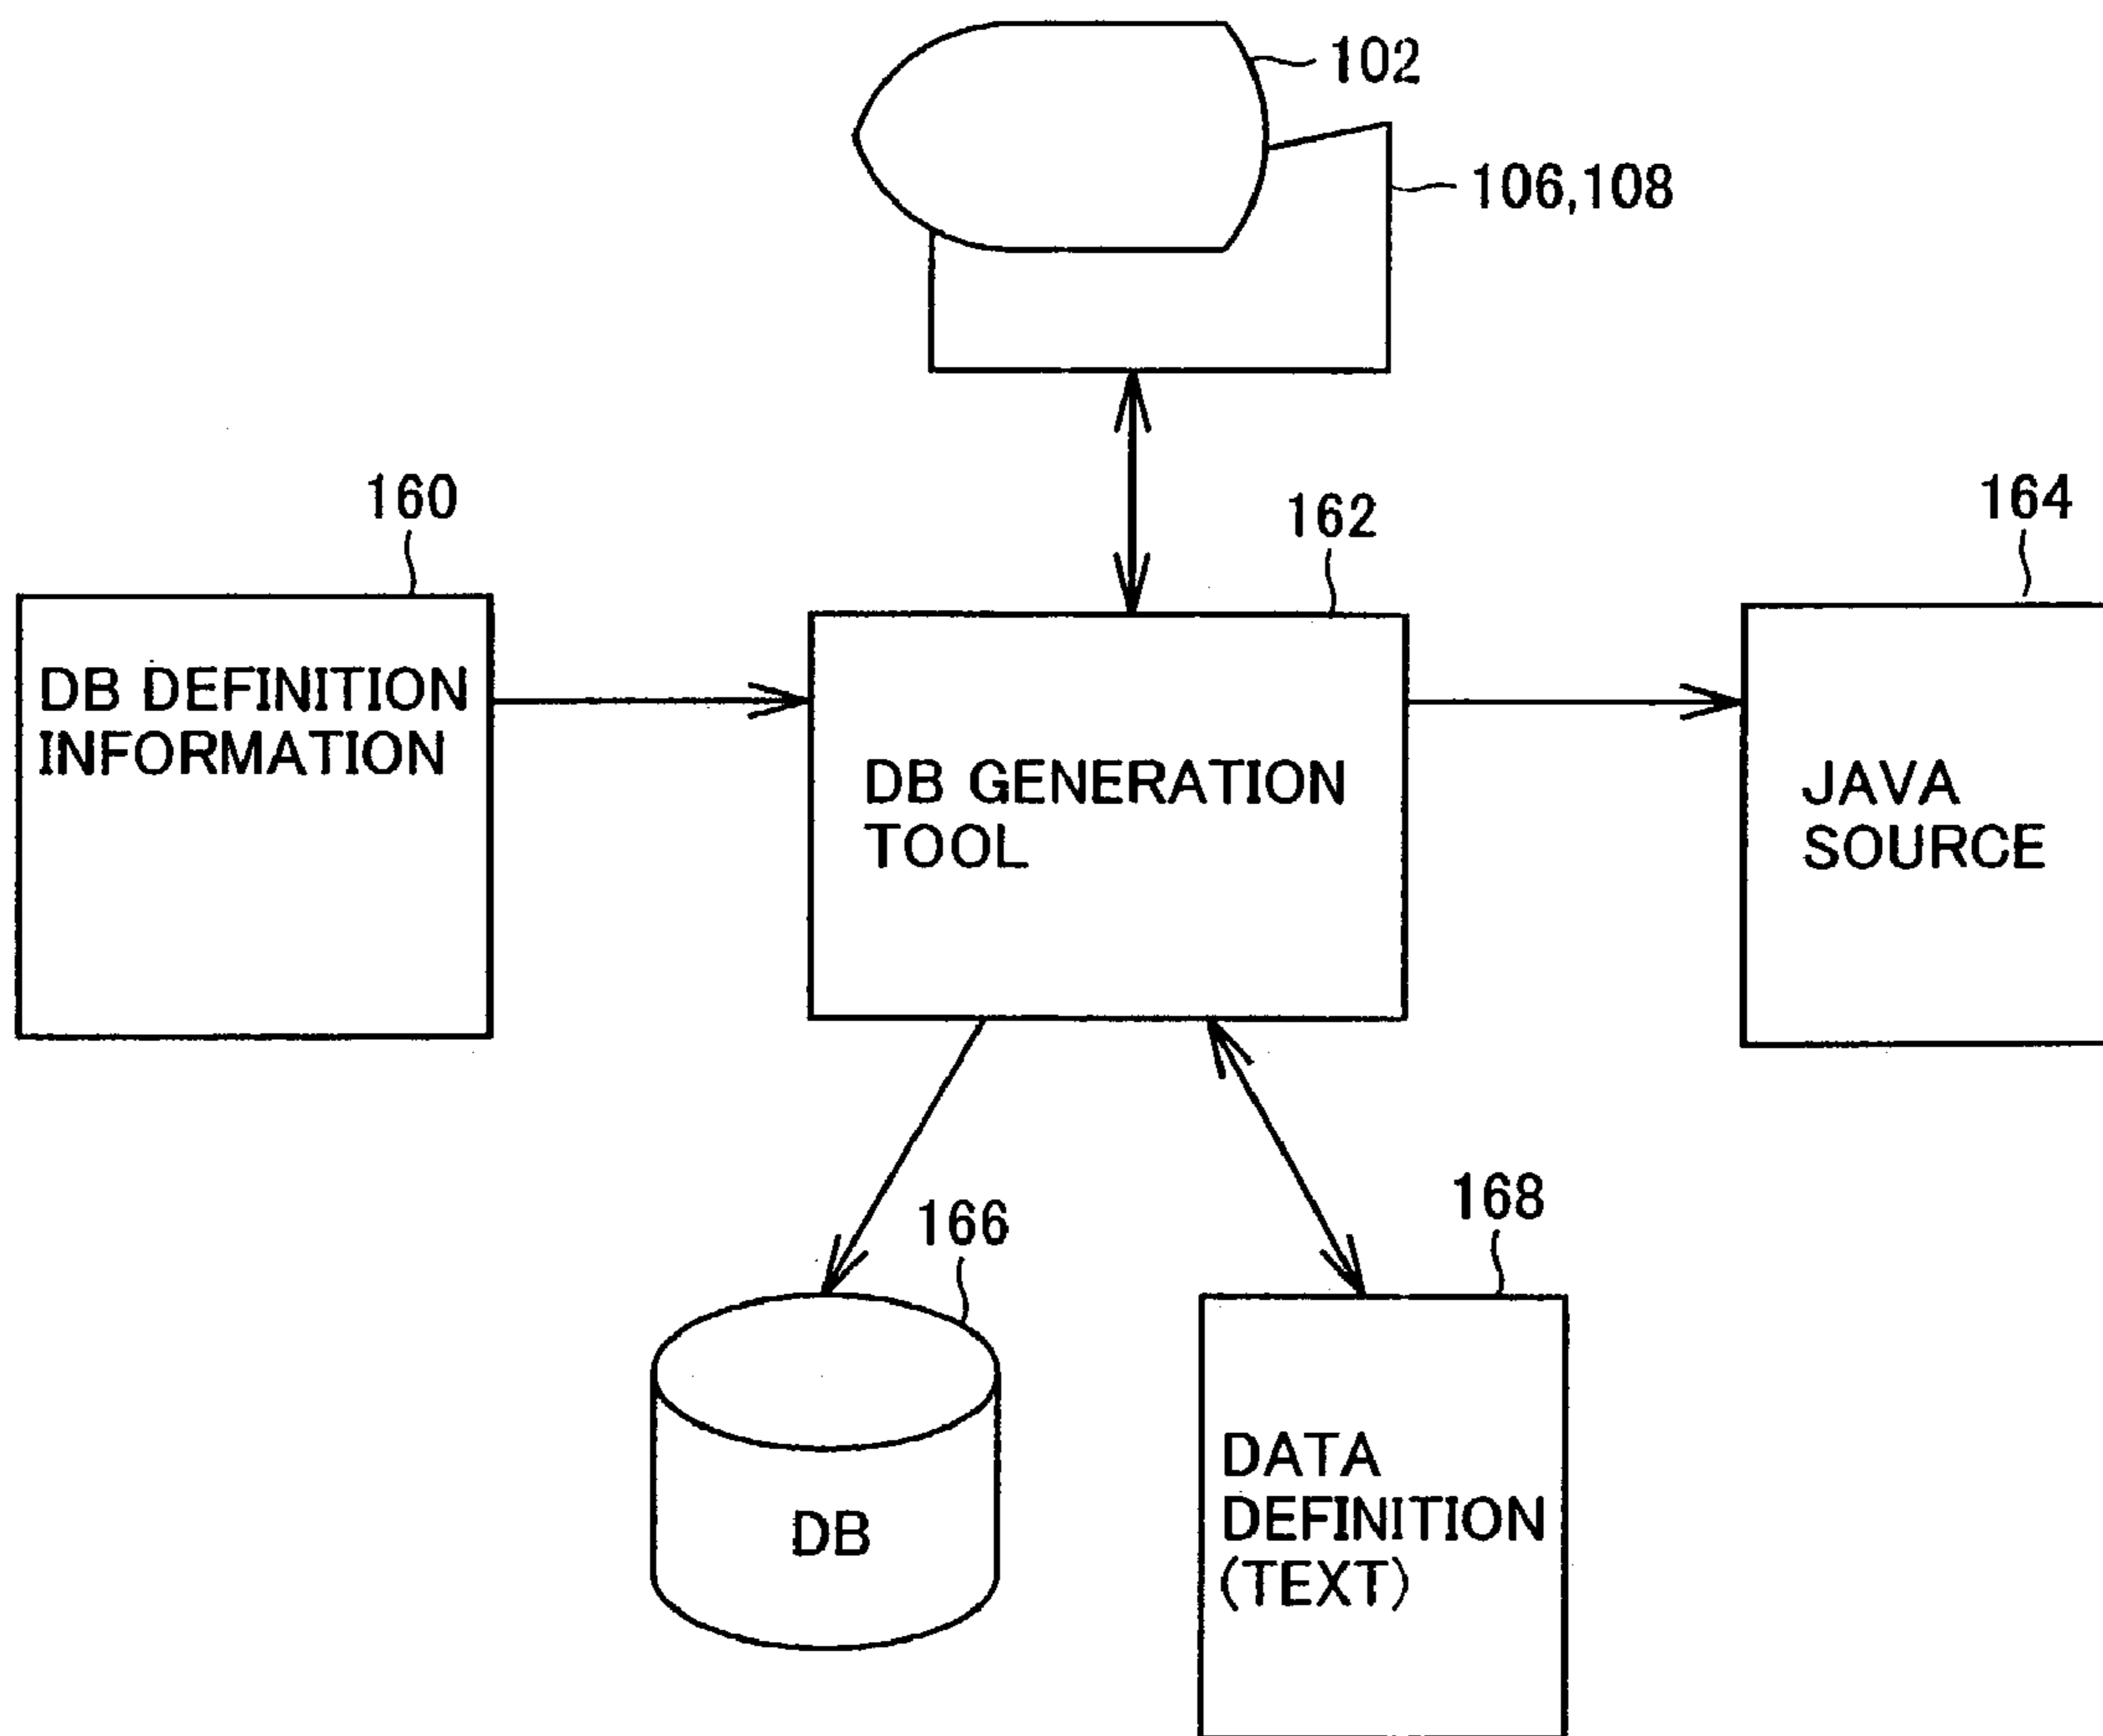 102
106,108
160
162
164
DB DEFINITION
INFORMATION
DB GENERATION
TOOL
JAVA
SOURCE
166
168
DB
DATA
DEFINITION
(TEXT)